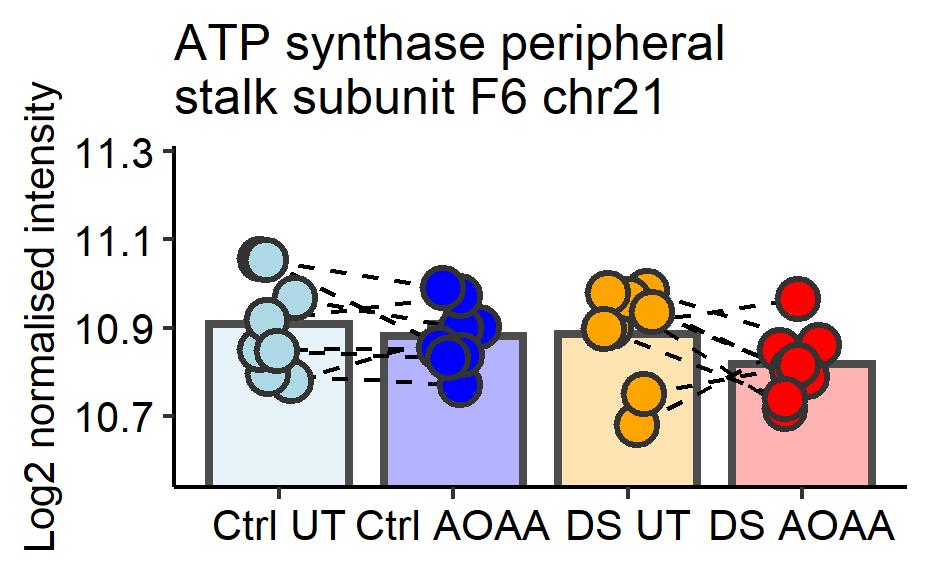 ATP synthase peripheral
stalk subunit F6 chr21
Log2 normalised intensity
11.3
11.1
10.9
10.7
Ctrl UT Ctrl AOAA DS UT DS AOAA